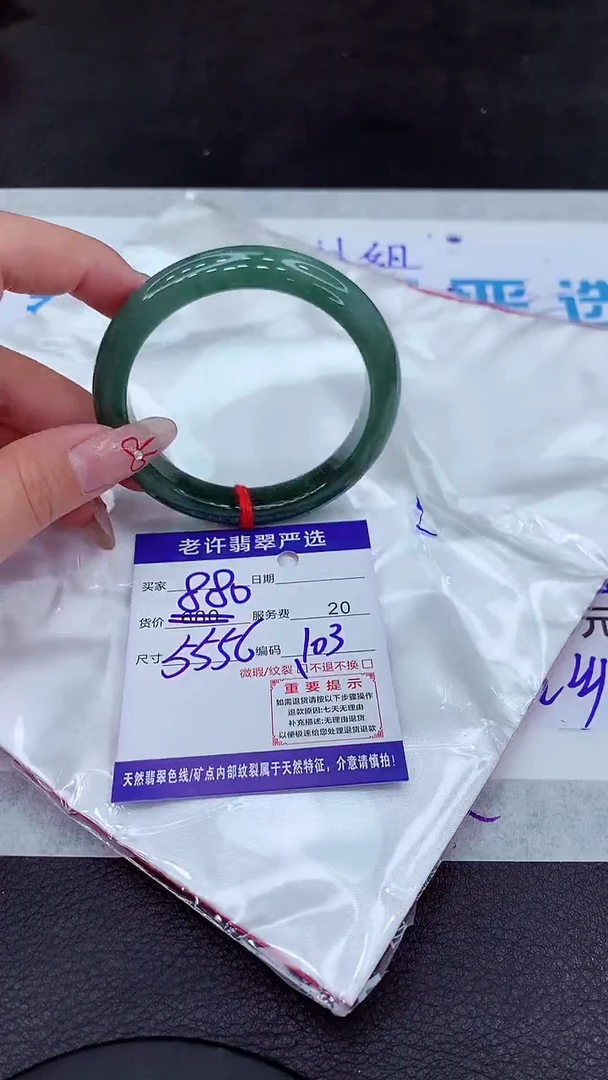 组
严选
老许翡翠严选
买家 880 日期
货价 服务费 20
尺寸 5556 编码 103
微瑕/纹裂 不退不换
重要提示
如需退货请按以下步骤操作
退款原因:七天无理由
补充描述:无理由退货
以便极速给您处理退货退款
天然翡翠色线/矿点内部纹裂属于天然特征，介意请慎拍!
元